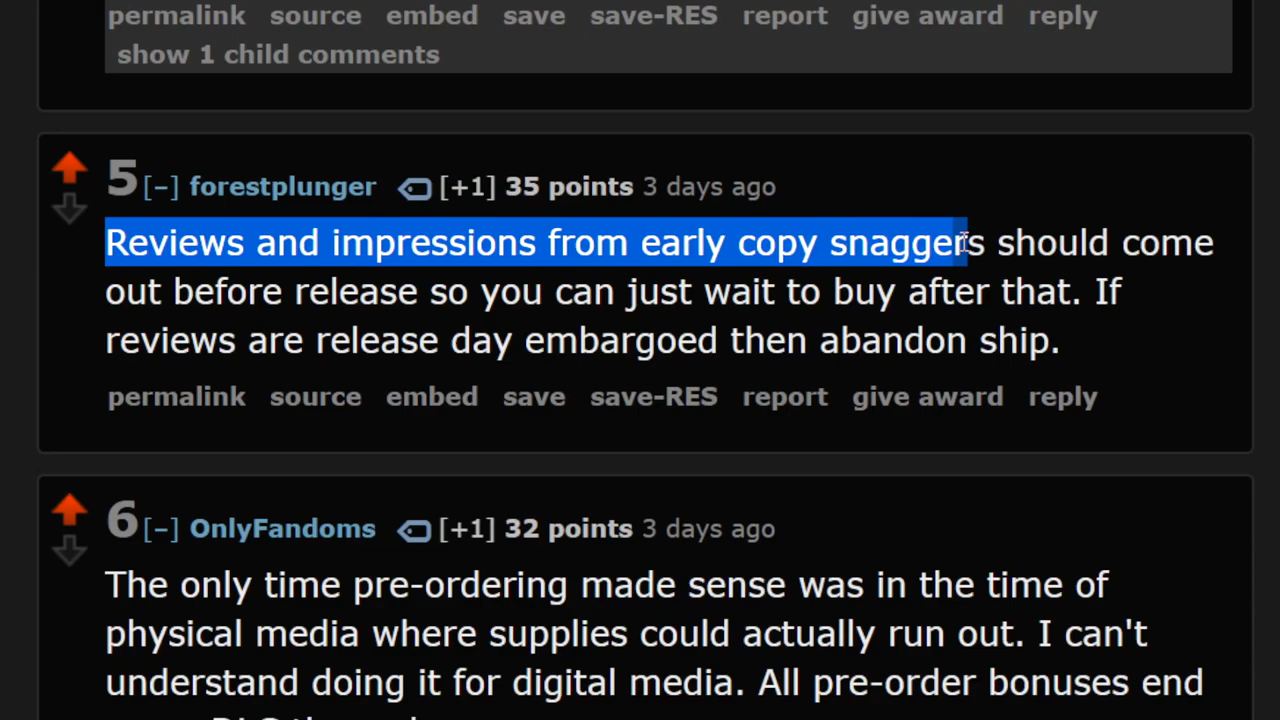 permalink source embed save save-RES report give award reply
show 1 child comments
5 [–] forestplunger [+1] 35 points 3 days ago
Reviews and impressions from early copy snaggers should come
out before release so you can just wait to buy after that. If
reviews are release day embargoed then abandon ship.
permalink source embed save save-RES report give award reply
6 [–] OnlyFandoms [+1] 32 points 3 days ago
The only time pre-ordering made sense was in the time of
physical media where supplies could actually run out. I can't
understand doing it for digital media. All pre-order bonuses end